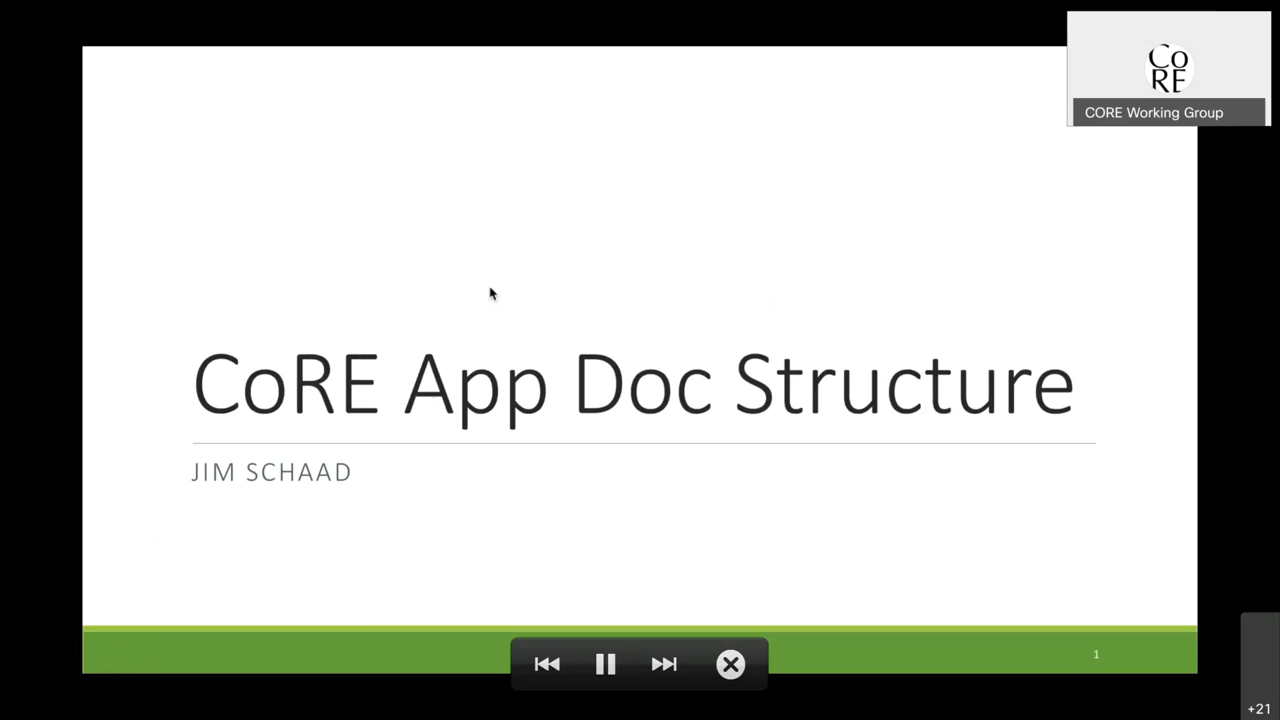 Co
RE
CORE Working Group
CoRE App Doc Structure
JIM SCHAAD
1
+21